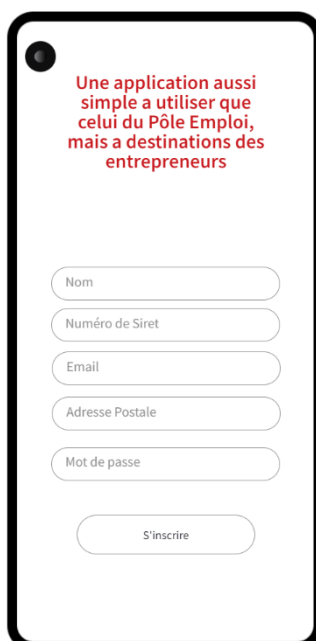 Une application aussi
simple a utiliser que
celui du Pôle Emploi,
mais a destinations des
entrepreneurs
Nom
Numéro de Siret
Email
Adresse Postale
Mot de passe
S'inscrire